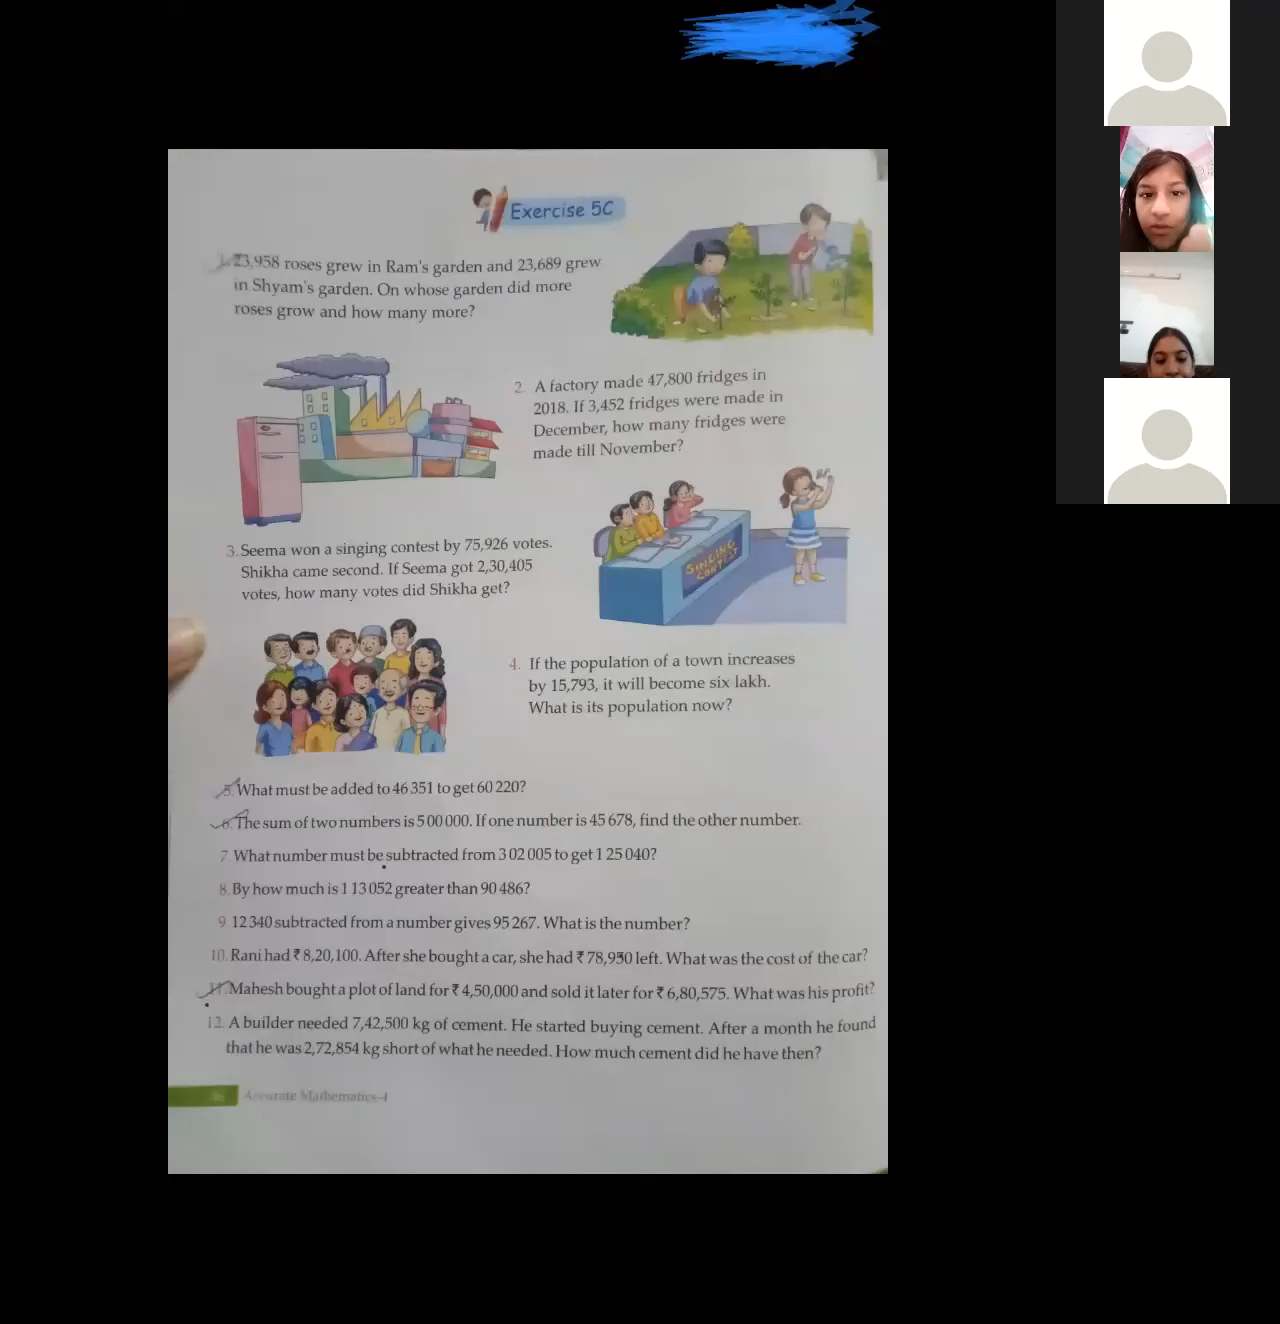 Exercise 5C
1. 23,958 roses grew in Ram's garden and 23,689 grew
in Shyam's garden. On whose garden did more
roses grow and how many more?
2. A factory made 47,800 fridges in
2018. If 3,452 fridges were made in
December, how many fridges were
made till November?
SINGING
CONTEST
3. Seema won a singing contest by 75,926 votes.
Shikha came second. If Seema got 2,30,405
votes, how many votes did Shikha get?
4. If the population of a town increases
by 15,793, it will become six lakh.
What is its population now?
5. What must be added to 46 351 to get 60 220?
6. The sum of two numbers is 5 00 000. If one number is 45 678, find the other number.
7. What number must be subtracted from 3 02 005 to get 1 25 040?
8. By how much is 1 13 052 greater than 90 486?
9 12 340 subtracted from a number gives 95 267. What is the number?
10. Rani had ₹ 8,20,100. After she bought a car, she had ₹ 78,950 left. What was the cost of the car?
11. Mahesh bought a plot of land for ₹ 4,50,000 and sold it later for ₹ 6,80,575. What was his profit?
12. A builder needed 7,42,500 kg of cement. He started buying cement. After a month he found
that he was 2,72,854 kg short of what he needed. How much cement did he have then?
Accurate Mathematics-4